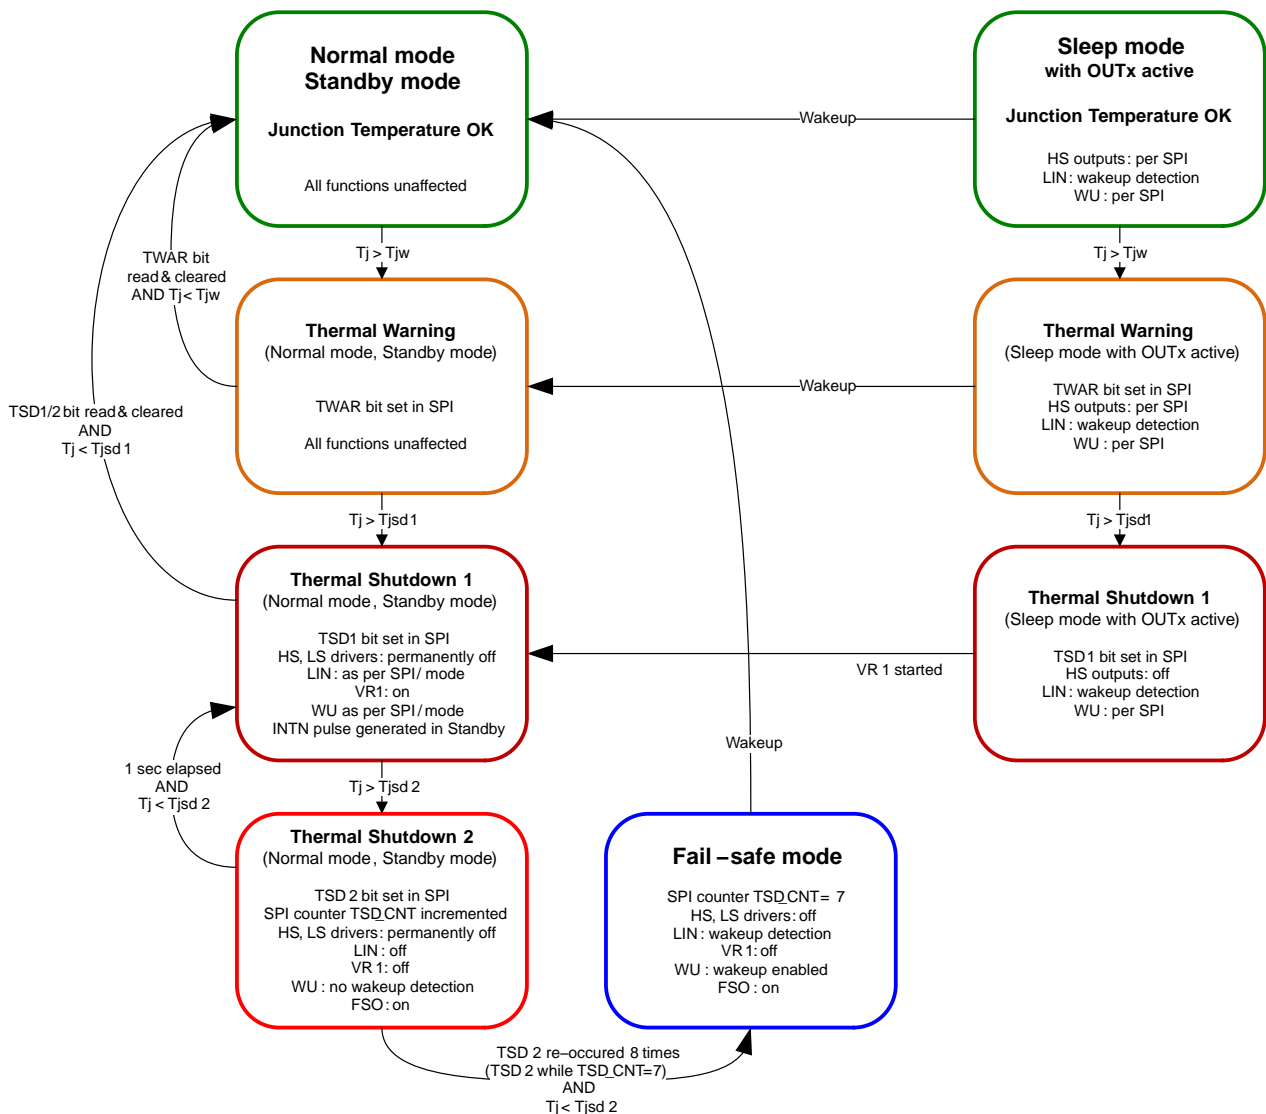 Normal mode
Standby mode
Junction Temperature OK
All functions unaffected
Sleep mode
with OUTx active
Junction Temperature OK
HS outputs: per SPI
LIN: wakeup detection
WU: per SPI
Wakeup
Tj > Tjw
Tj > Tjw
TWAR bit
read & cleared
AND Tj < Tjw
Thermal Warning
(Normal mode, Standby mode)
TWAR bit set in SPI
All functions unaffected
Wakeup
Thermal Warning
(Sleep mode with OUTx active)
TWAR bit set in SPI
HS outputs: per SPI
LIN: wakeup detection
WU: per SPI
TSD1/2 bit read & cleared
AND
Tj < Tjsd 1
Tj > Tjsd 1
Tj > Tjsd1
Thermal Shutdown 1
(Normal mode, Standby mode)
TSD1 bit set in SPI
HS, LS drivers: permanently off
LIN: as per SPI/ mode
VR1: on
WU as per SPI/mode
INTN pulse generated in Standby
VR 1 started
Thermal Shutdown 1
(Sleep mode with OUTx active)
TSD1 bit set in SPI
HS outputs: off
LIN: wakeup detection
WU: per SPI
1 sec elapsed
AND
Tj < Tjsd 2
Tj > Tjsd 2
Wakeup
Thermal Shutdown 2
(Normal mode, Standby mode)
TSD 2 bit set in SPI
SPI counter TSD_CNT incremented
HS, LS drivers: permanently off
LIN: off
VR 1: off
WU: no wakeup detection
FSO: on
Fail–safe mode
SPI counter TSD_CNT= 7
HS, LS drivers: off
LIN: wakeup detection
VR 1: off
WU: wakeup enabled
FSO: on
TSD 2 re–occured 8 times
(TSD 2 while TSD_CNT=7)
AND
Tj < Tjsd 2